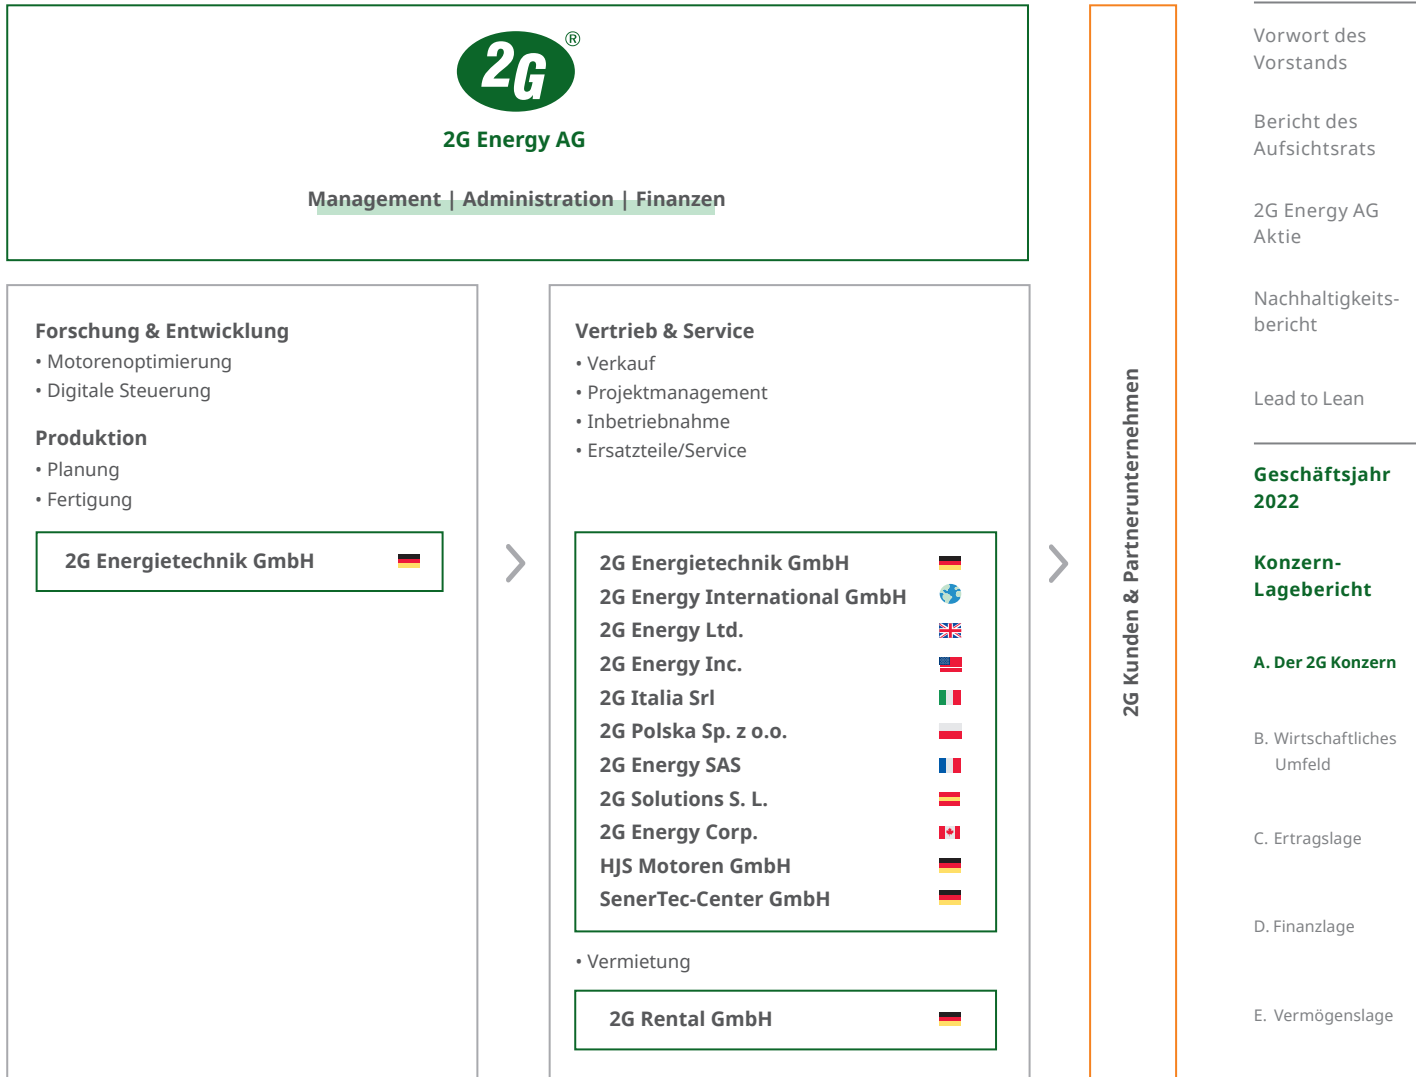 2G ®
2G Energy AG
Management | Administration | Finanzen
Forschung & Entwicklung
• Motorenoptimierung
• Digitale Steuerung
Produktion
• Planung
• Fertigung
2G Energietechnik GmbH
Vertrieb & Service
• Verkauf
• Projektmanagement
• Inbetriebnahme
• Ersatzteile/Service
2G Energietechnik GmbH
2G Energy International GmbH
2G Energy Ltd.
2G Energy Inc.
2G Italia Srl
2G Polska Sp. z o.o.
2G Energy SAS
2G Solutions S. L.
2G Energy Corp.
HJS Motoren GmbH
SenerTec-Center GmbH
• Vermietung
2G Rental GmbH
2G Kunden & Partnerunternehmen
Vorwort des
Vorstands
Bericht des
Aufsichtsrats
2G Energy AG
Aktie
Nachhaltigkeits-
bericht
Lead to Lean
Geschäftsjahr
2022
Konzern-
Lagebericht
A. Der 2G Konzern
B. Wirtschaftliches
Umfeld
C. Ertragslage
D. Finanzlage
E. Vermögenslage